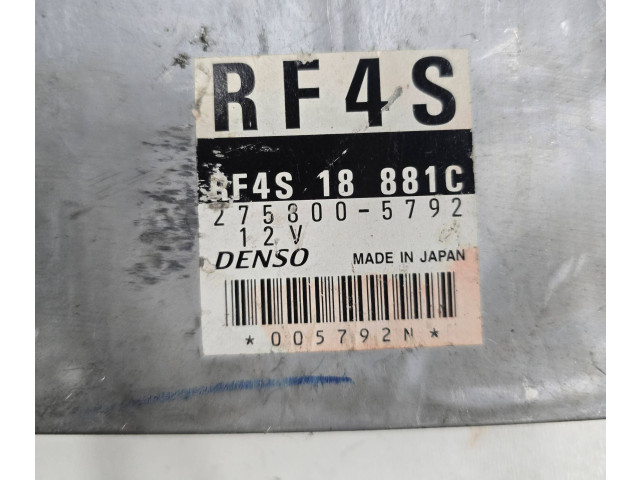 RF4S
RF4S 18 881C
275800-5792
12V
DENSO MADE IN JAPAN
*005792N*